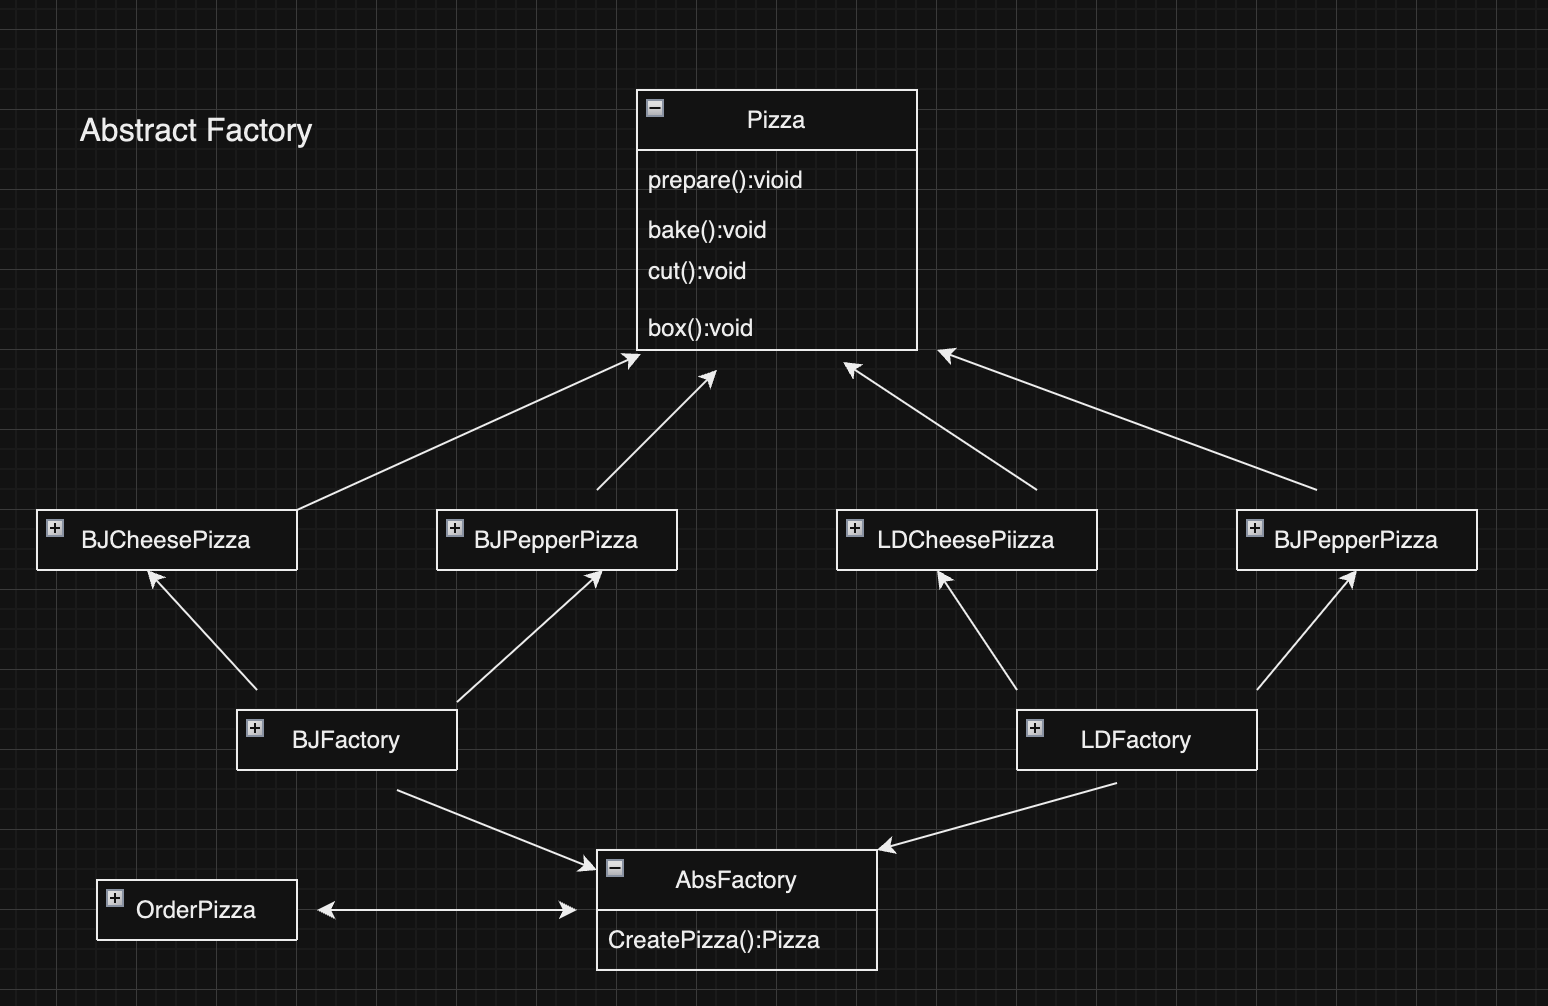 Abstract Factory
Pizza
prepare():vioid
bake():void
cut():void
box():void
BJCheesePizza
BJPepperPizza
LDCheesePiizza
BJPepperPizza
BJFactory
LDFactory
AbsFactory
CreatePizza():Pizza
OrderPizza